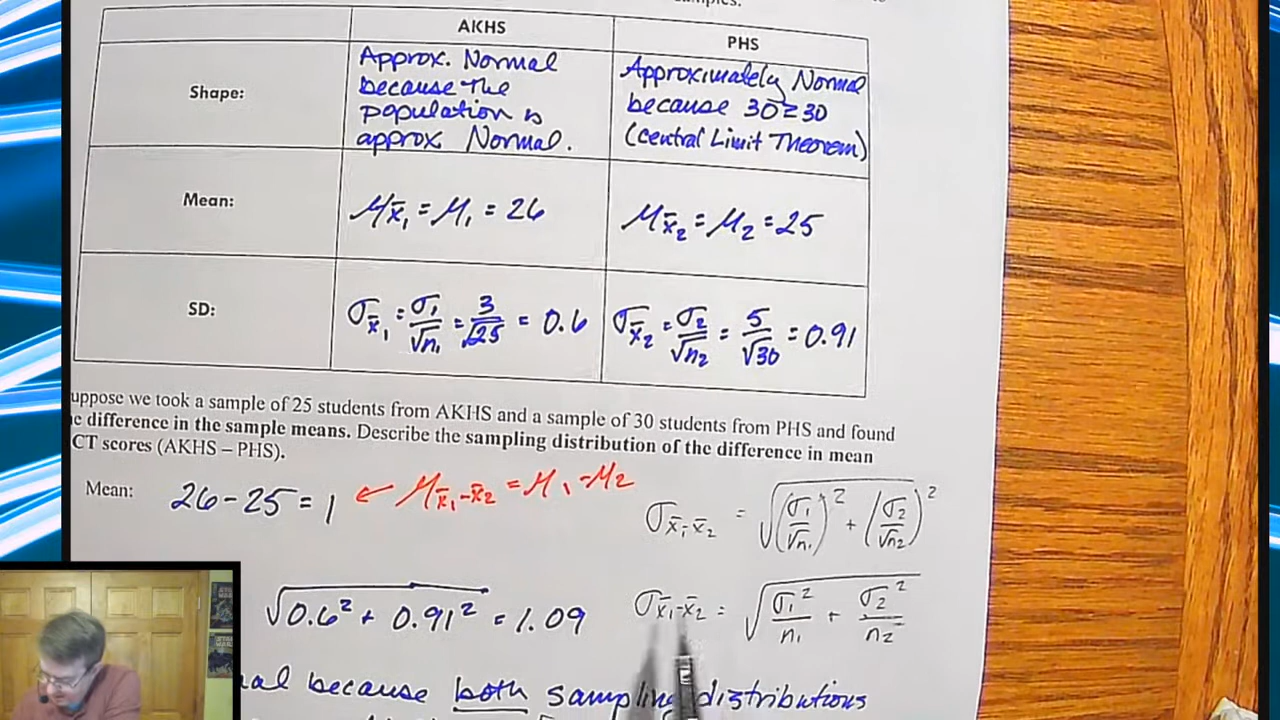 samples.
AKHS
PHS
Shape:
Approx. Normal
because the
population is
approx. Normal.
Approximately Normal
because 30≥30
(Central Limit Theorem)
Mean:
μx̄₁ = μ₁ = 26
μx̄₂ = μ₂ = 25
SD:
σx̄₁ = σ₁/√n₁ = 3/√25 = 0.6
σx̄₂ = σ₂/√n₂ = 5/√30 = 0.91
uppose we took a sample of 25 students from AKHS and a sample of 30 students from PHS and found
e difference in the sample means. Describe the sampling distribution of the difference in mean
CT scores (AKHS – PHS).
Mean:
26-25=1 ← μx̄₁-x̄₂ = μ₁-μ₂
σx̄₁-x̄₂ = √((σ₁/√n₁)² + (σ₂/√n₂)²)
√(0.6² + 0.91²) = 1.09
σx̄₁-x̄₂ = √(σ₁²/n₁ + σ₂²/n₂)
al because both sampling distributions
STAR
WARS